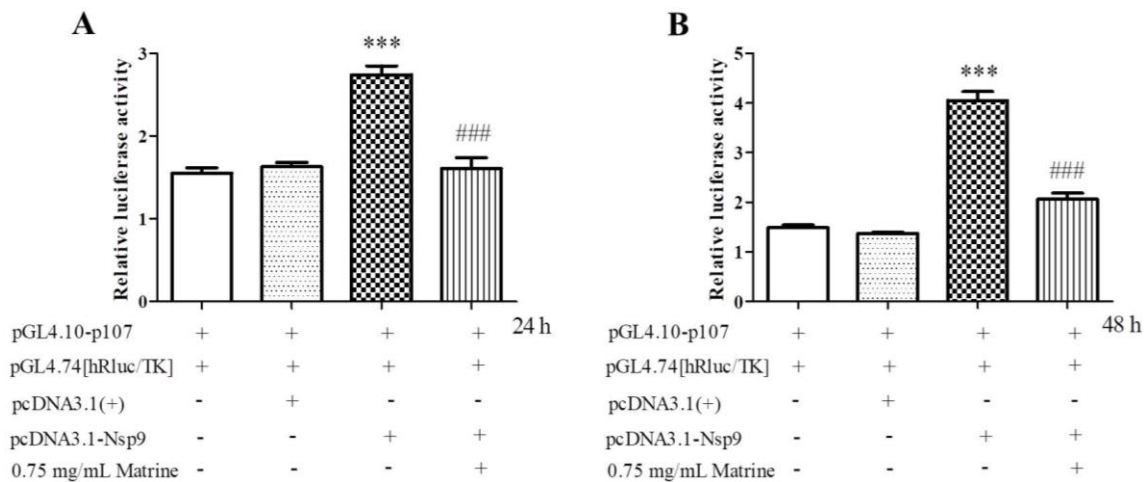 A
Relative luciferase activity
3
2
1
0
***
###
24 h
pGL4.10-p107 + + + +
pGL4.74[hRluc/TK] + + + +
pcDNA3.1(+) - + - -
pcDNA3.1-Nsp9 - - + +
0.75 mg/mL Matrine - - - +
B
Relative luciferase activity
5
4
3
2
1
0
***
###
48 h
pGL4.10-p107 + + + +
pGL4.74[hRluc/TK] + + + +
pcDNA3.1(+) - + - -
pcDNA3.1-Nsp9 - - + +
0.75 mg/mL Matrine - - - +